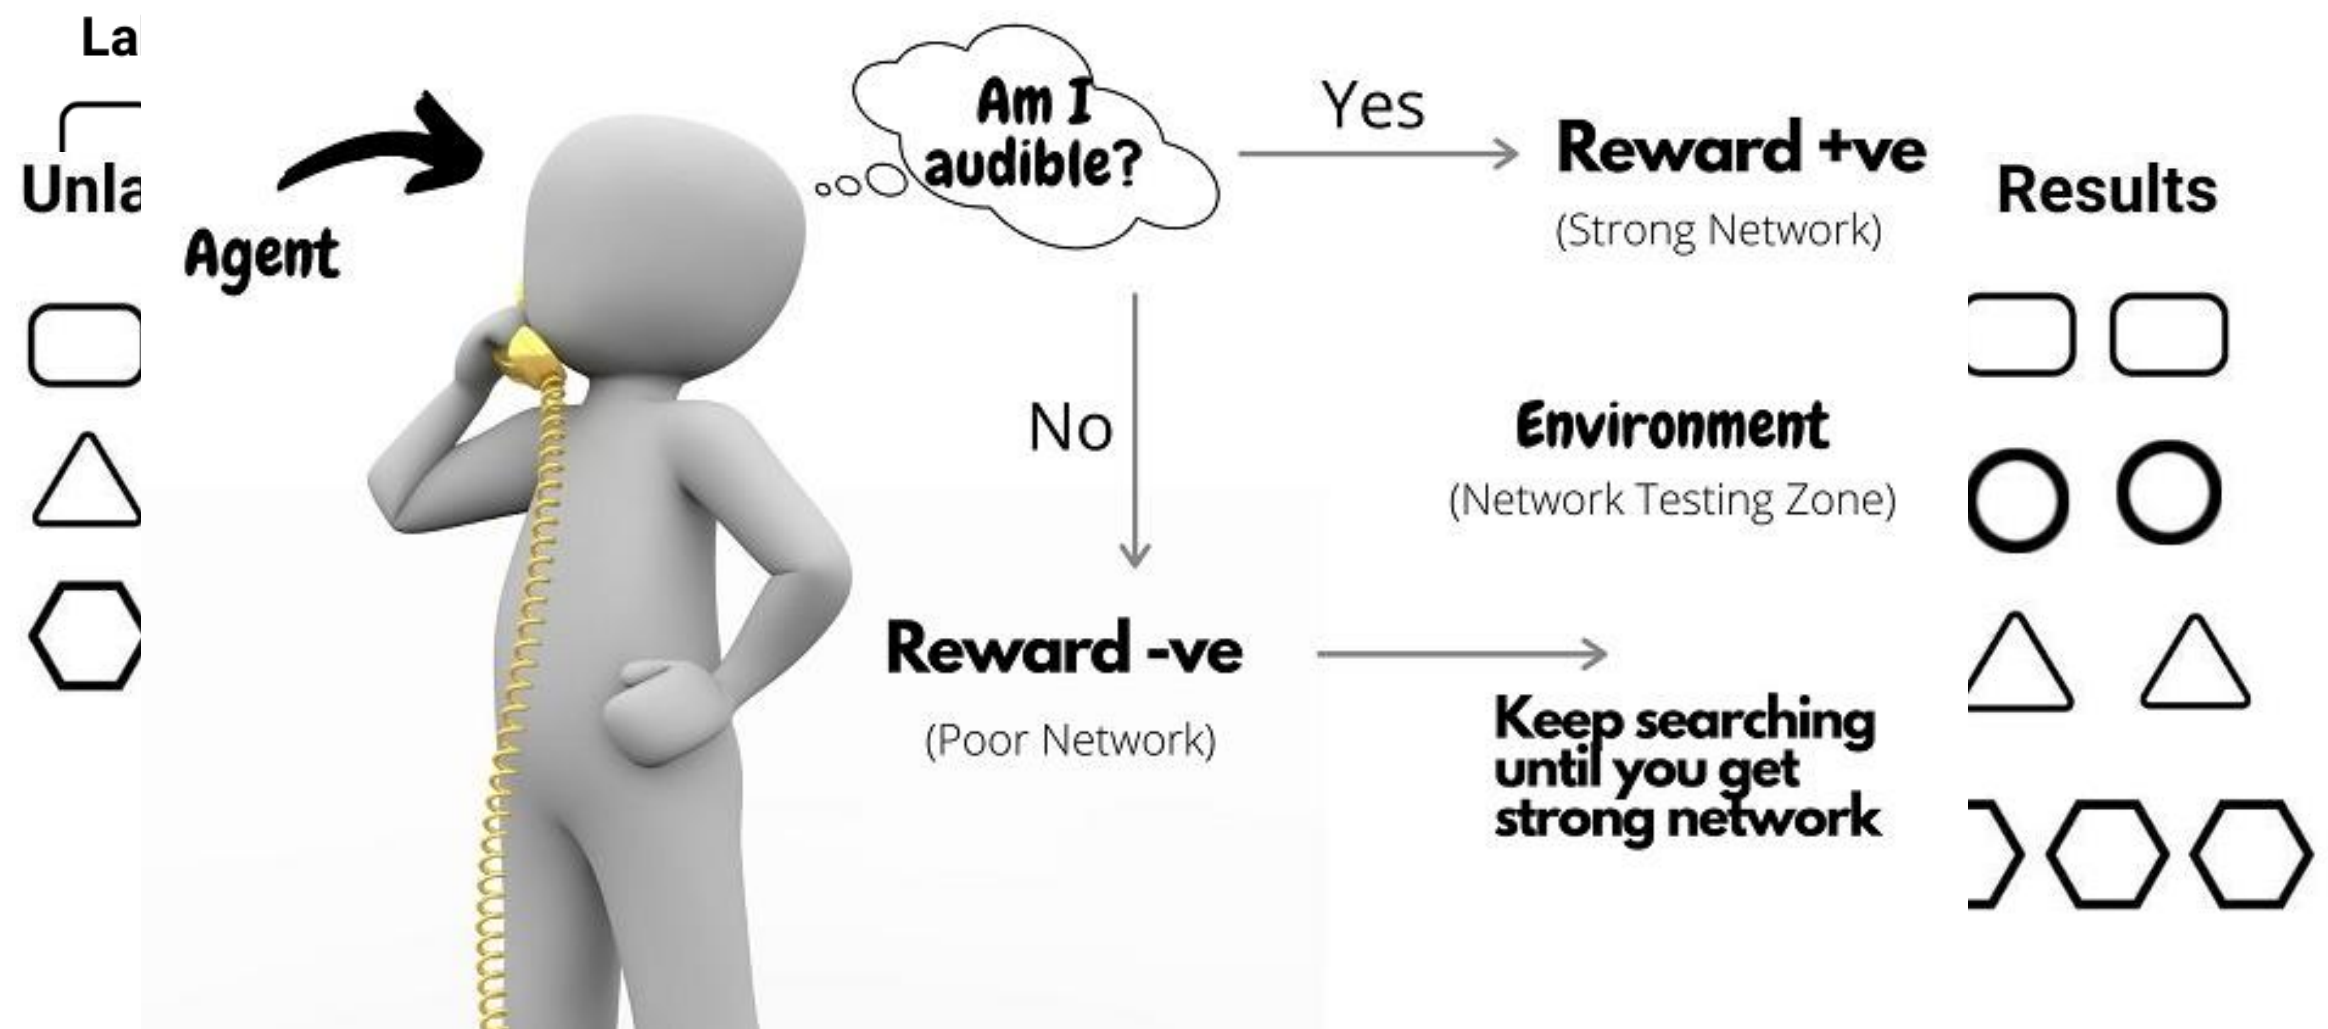 La
Unla
Agent
Am I
audible?
Yes
Reward +ve
(Strong Network)
Results
No
Environment
(Network Testing Zone)
Reward -ve
(Poor Network)
Keep searching
until you get
strong network